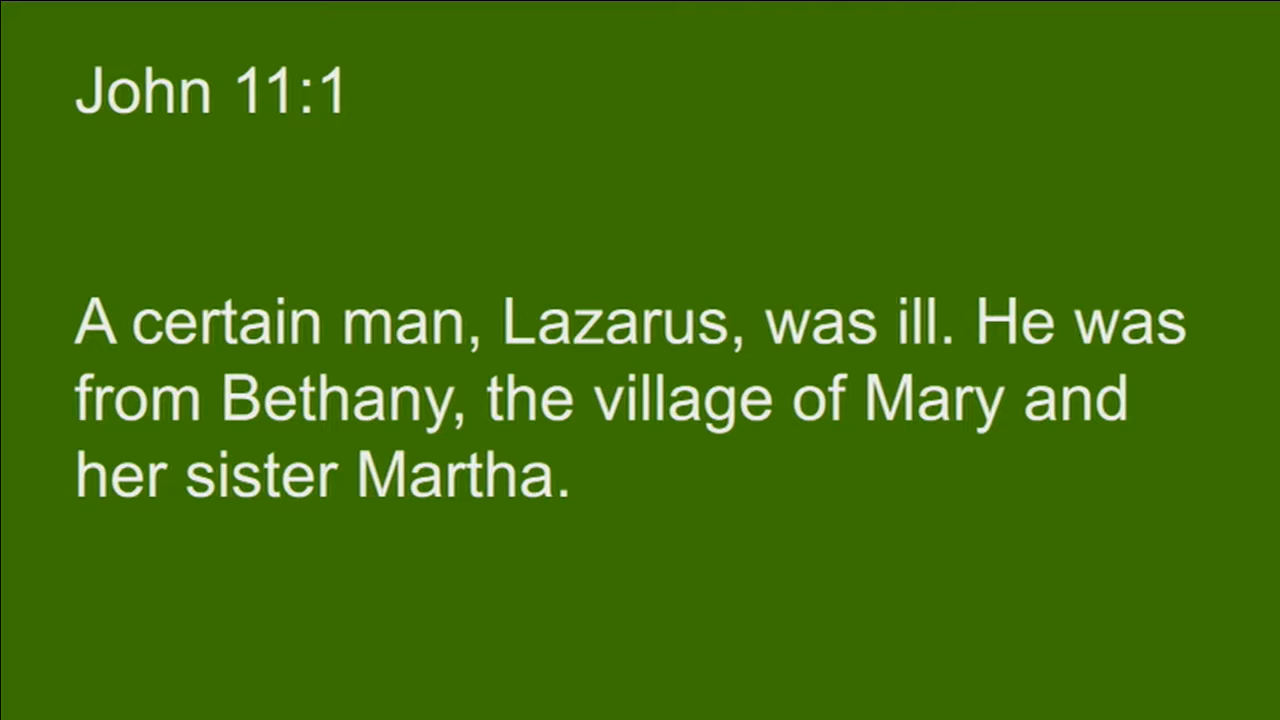 John 11:1
A certain man, Lazarus, was ill. He was
from Bethany, the village of Mary and
her sister Martha.